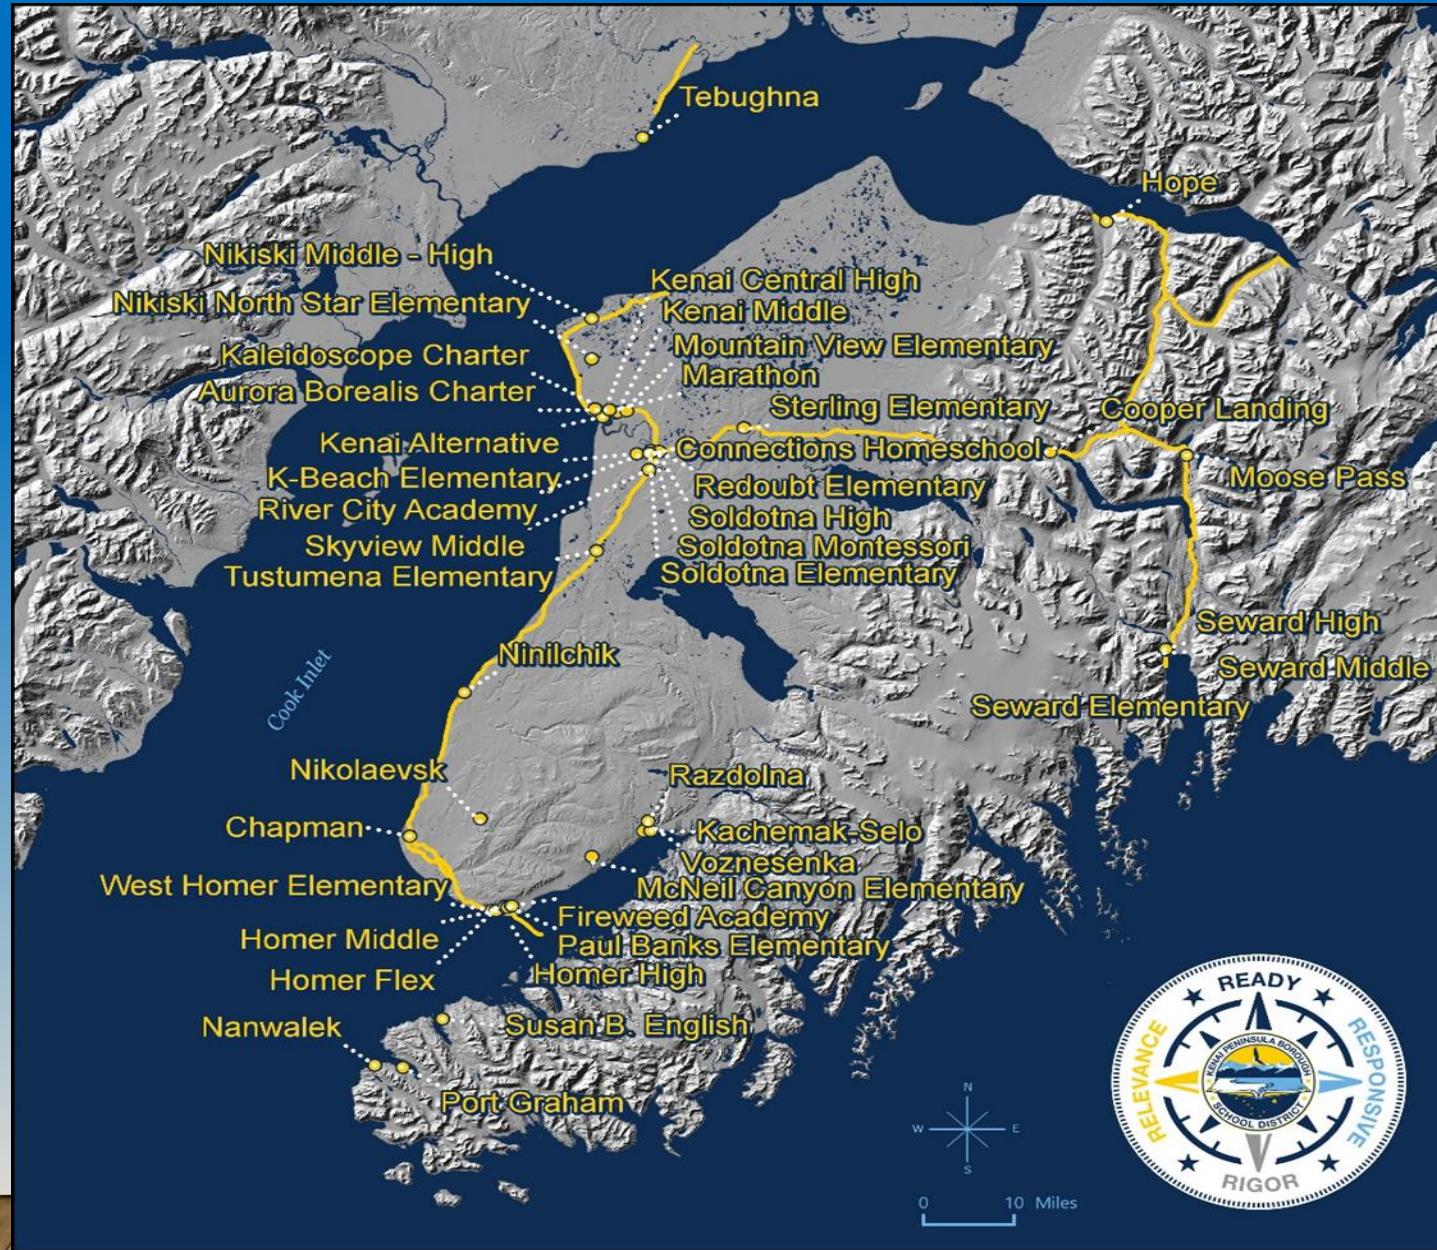 Tebughna
Hope
Nikiski Middle - High
Kenai Central High
Nikiski North Star Elementary
Kenai Middle
Kaleidoscope Charter
Mountain View Elementary
Marathon
Aurora Borealis Charter
Sterling Elementary
Cooper Landing
Kenai Alternative
Connections Homeschool
K-Beach Elementary
Moose Pass
Redoubt Elementary
River City Academy
Soldotna High
Skyview Middle
Soldotna Montessori
Tustumena Elementary
Soldotna Elementary
Seward High
Ninilchik
Seward Middle
Cook Inlet
Seward Elementary
Nikolaevsk
Razdolna
Chapman
Kachemak-Selo
Voznesenka
West Homer Elementary
McNeil Canyon Elementary
Fireweed Academy
Homer Middle
Paul Banks Elementary
Homer Flex
Homer High
Nanwalek
Susan B. English
Port Graham
N
W E
S
0 10 Miles
READY
RELEVANCE
RESPONSIVE
KENAI PENINSULA BOROUGH
SCHOOL DISTRICT
RIGOR